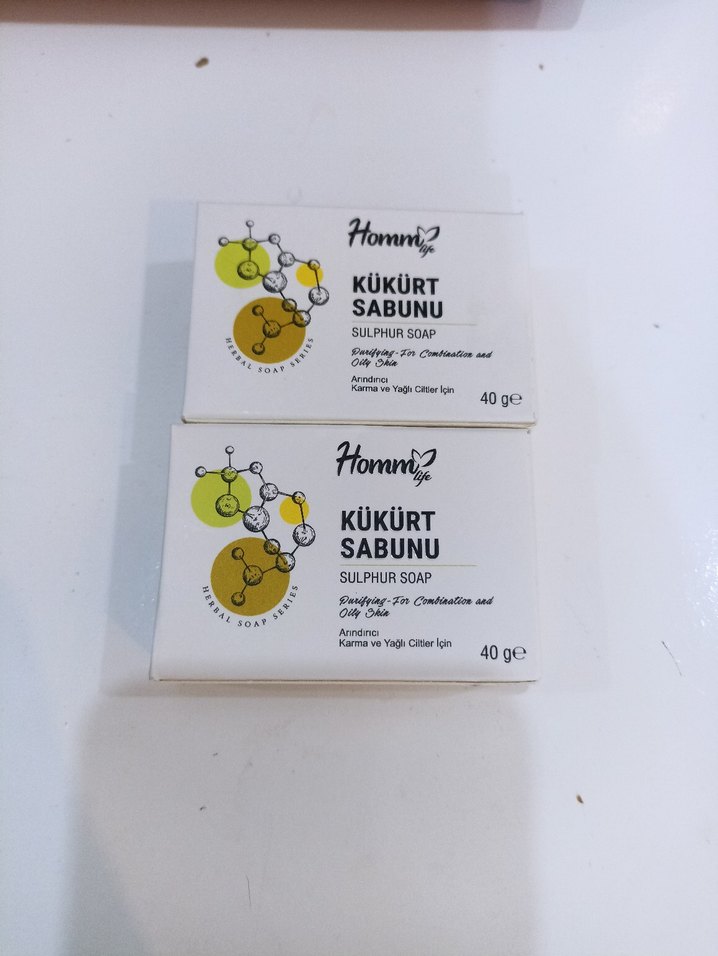 Homm
life
KÜKÜRT
SABUNU
SULPHUR SOAP
Purifying-For Combination and
Oily Skin
Arındırıcı
Karma ve Yağlı Ciltler İçin
40 g℮
HERBAL SOAP SERIES
Homm
life
KÜKÜRT
SABUNU
SULPHUR SOAP
Purifying-For Combination and
Oily Skin
Arındırıcı
Karma ve Yağlı Ciltler İçin
40 g℮
HERBAL SOAP SERIES